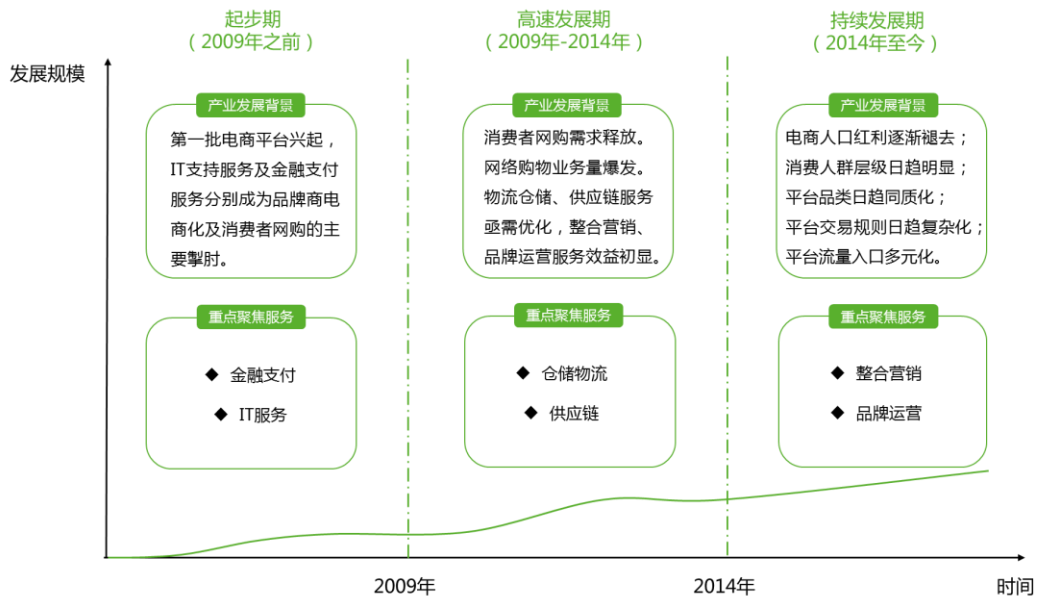 起步期
（2009年之前）
高速发展期
（2009年-2014年）
持续发展期
（2014年至今）
发展规模
产业发展背景
第一批电商平台兴起，
IT支持服务及金融支付
服务分别成为品牌商电
商化及消费者网购的主
要掣肘。
产业发展背景
消费者网购需求释放。
网络购物业务量爆发。
物流仓储、供应链服务
亟需优化，整合营销、
品牌运营服务效益初显。
产业发展背景
电商人口红利逐渐褪去；
消费人群层级日趋明显；
平台品类日趋同质化；
平台交易规则日趋复杂化；
平台流量入口多元化。
重点聚焦服务
◆ 金融支付
◆ IT服务
重点聚焦服务
◆ 仓储物流
◆ 供应链
重点聚焦服务
◆ 整合营销
◆ 品牌运营
2009年
2014年
时间